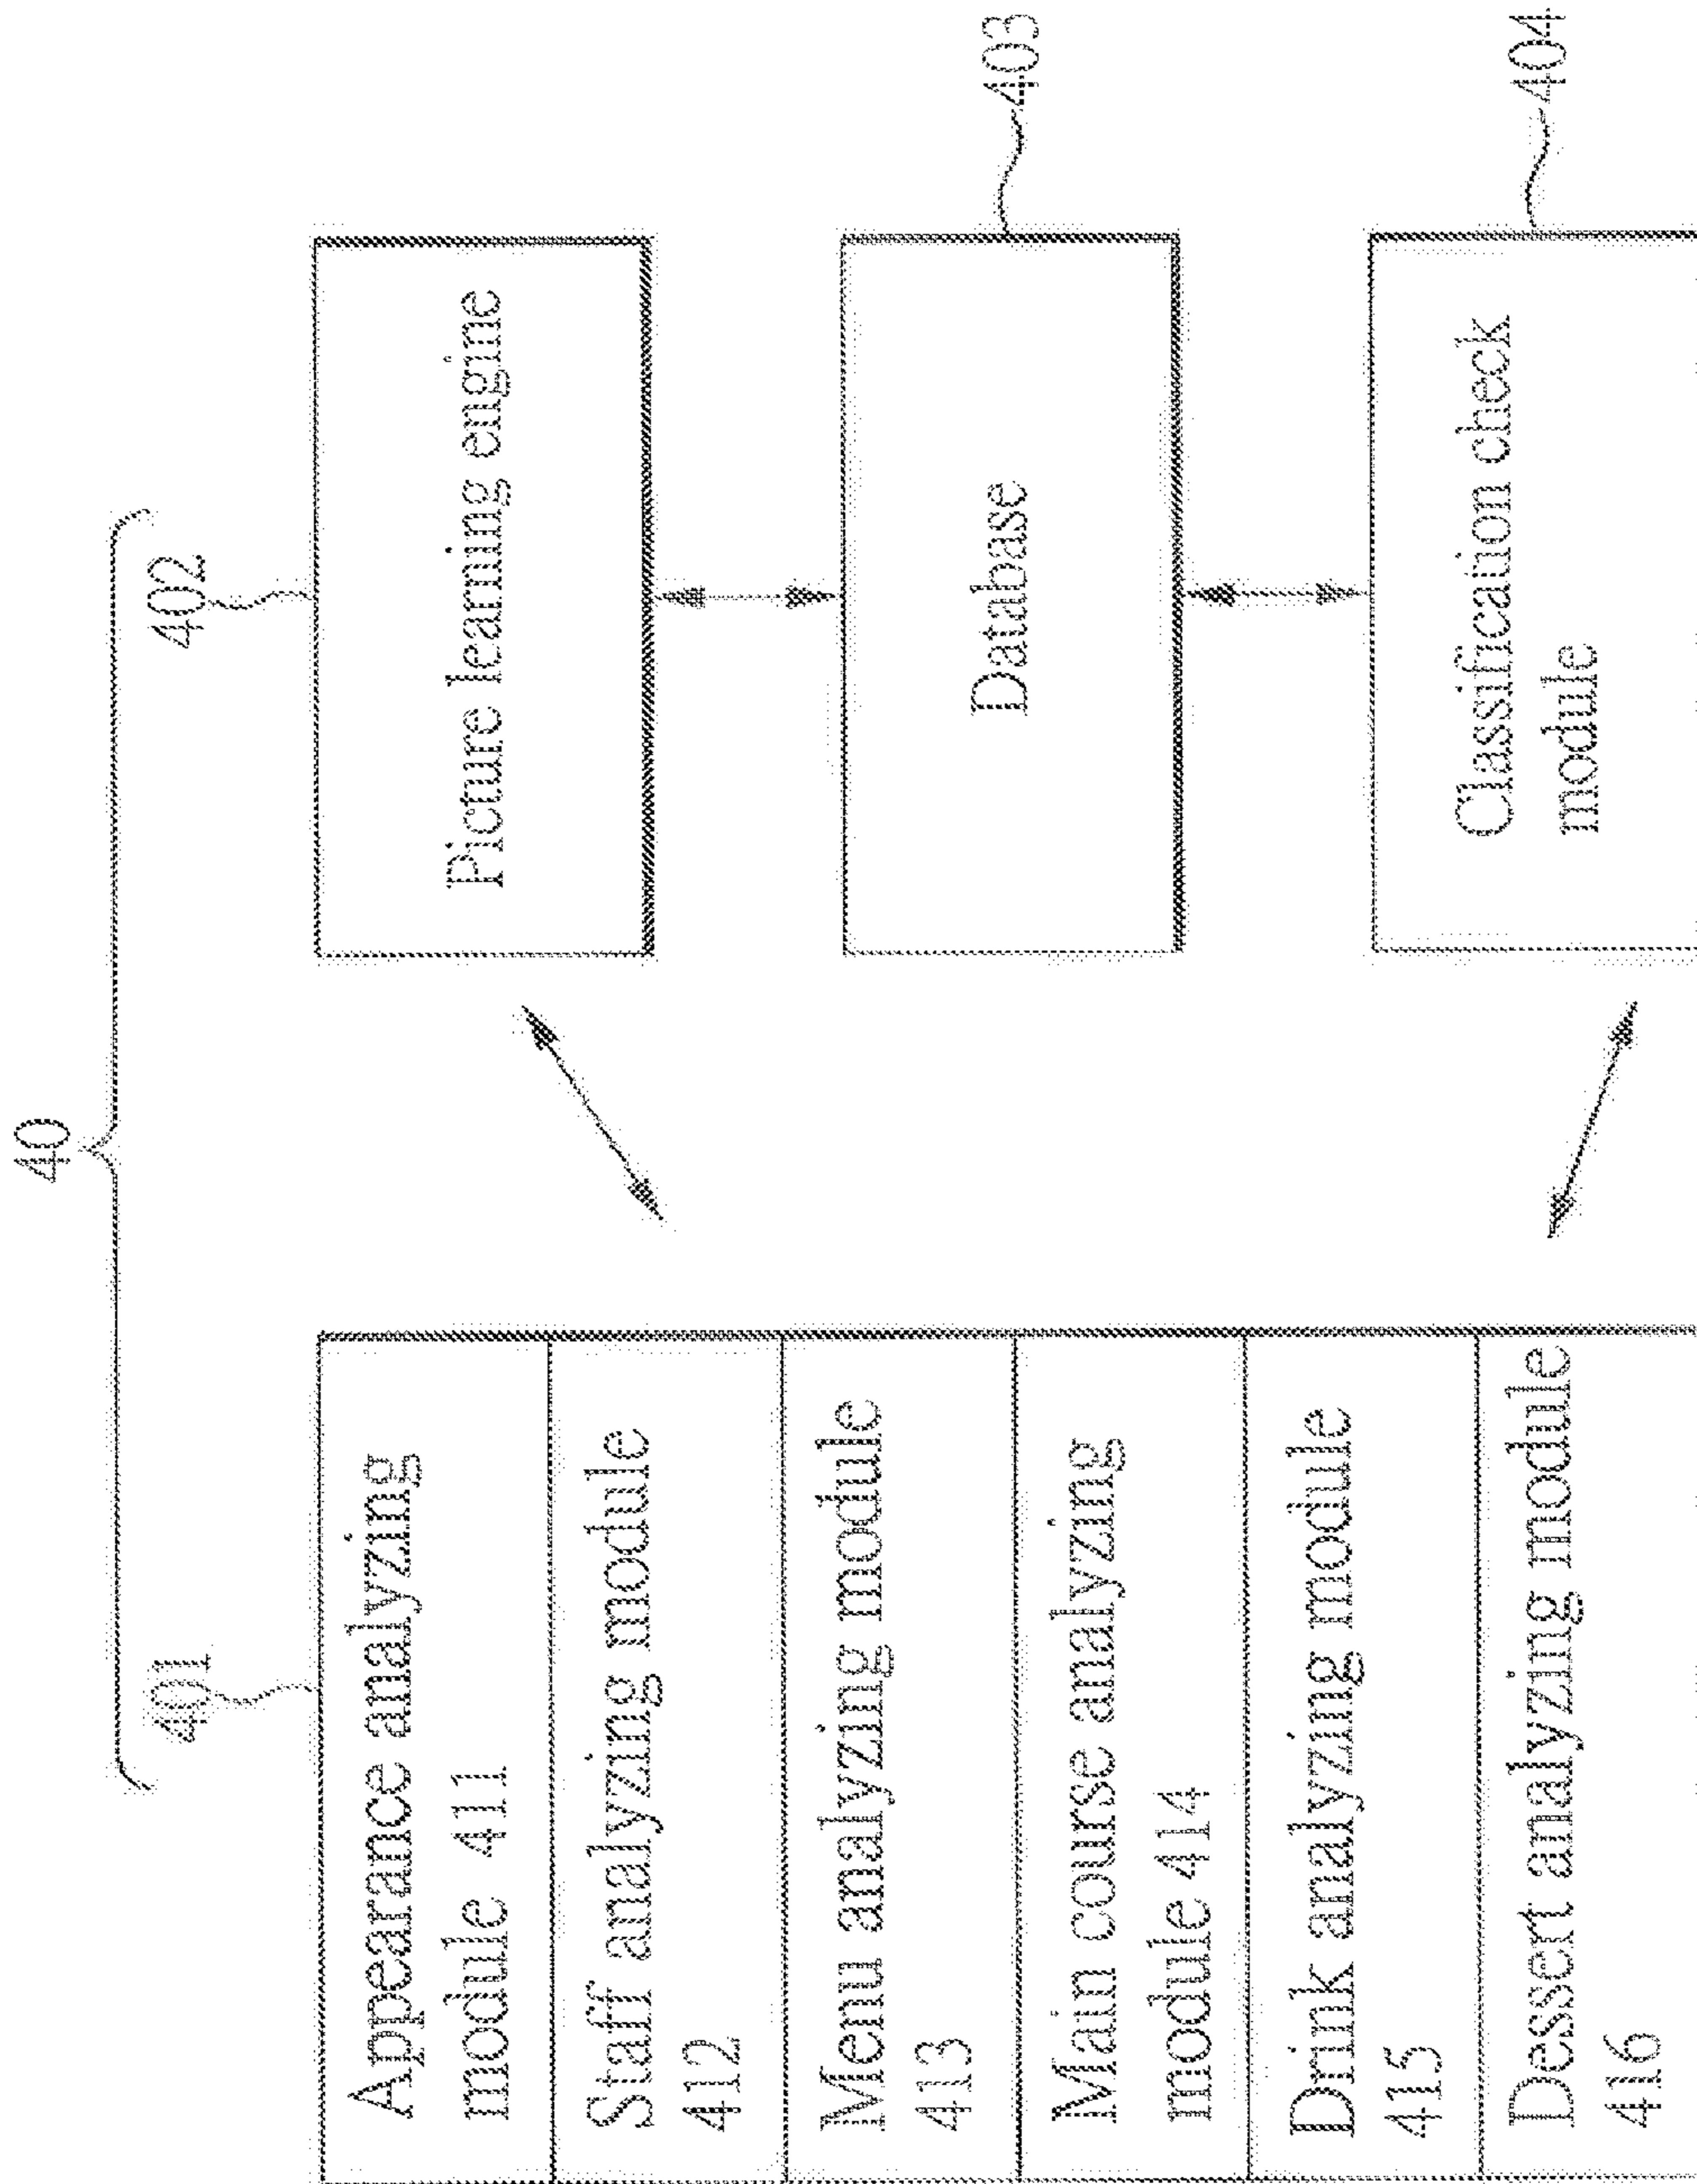 40
401
Appearance analyzing
module 411
Staff analyzing module
412
Menu analyzing module
413
Main course analyzing
module 414
Drink analyzing module
415
Dessert analyzing module
416
402
Picture learning engine
Database
403
Classification check
module
404